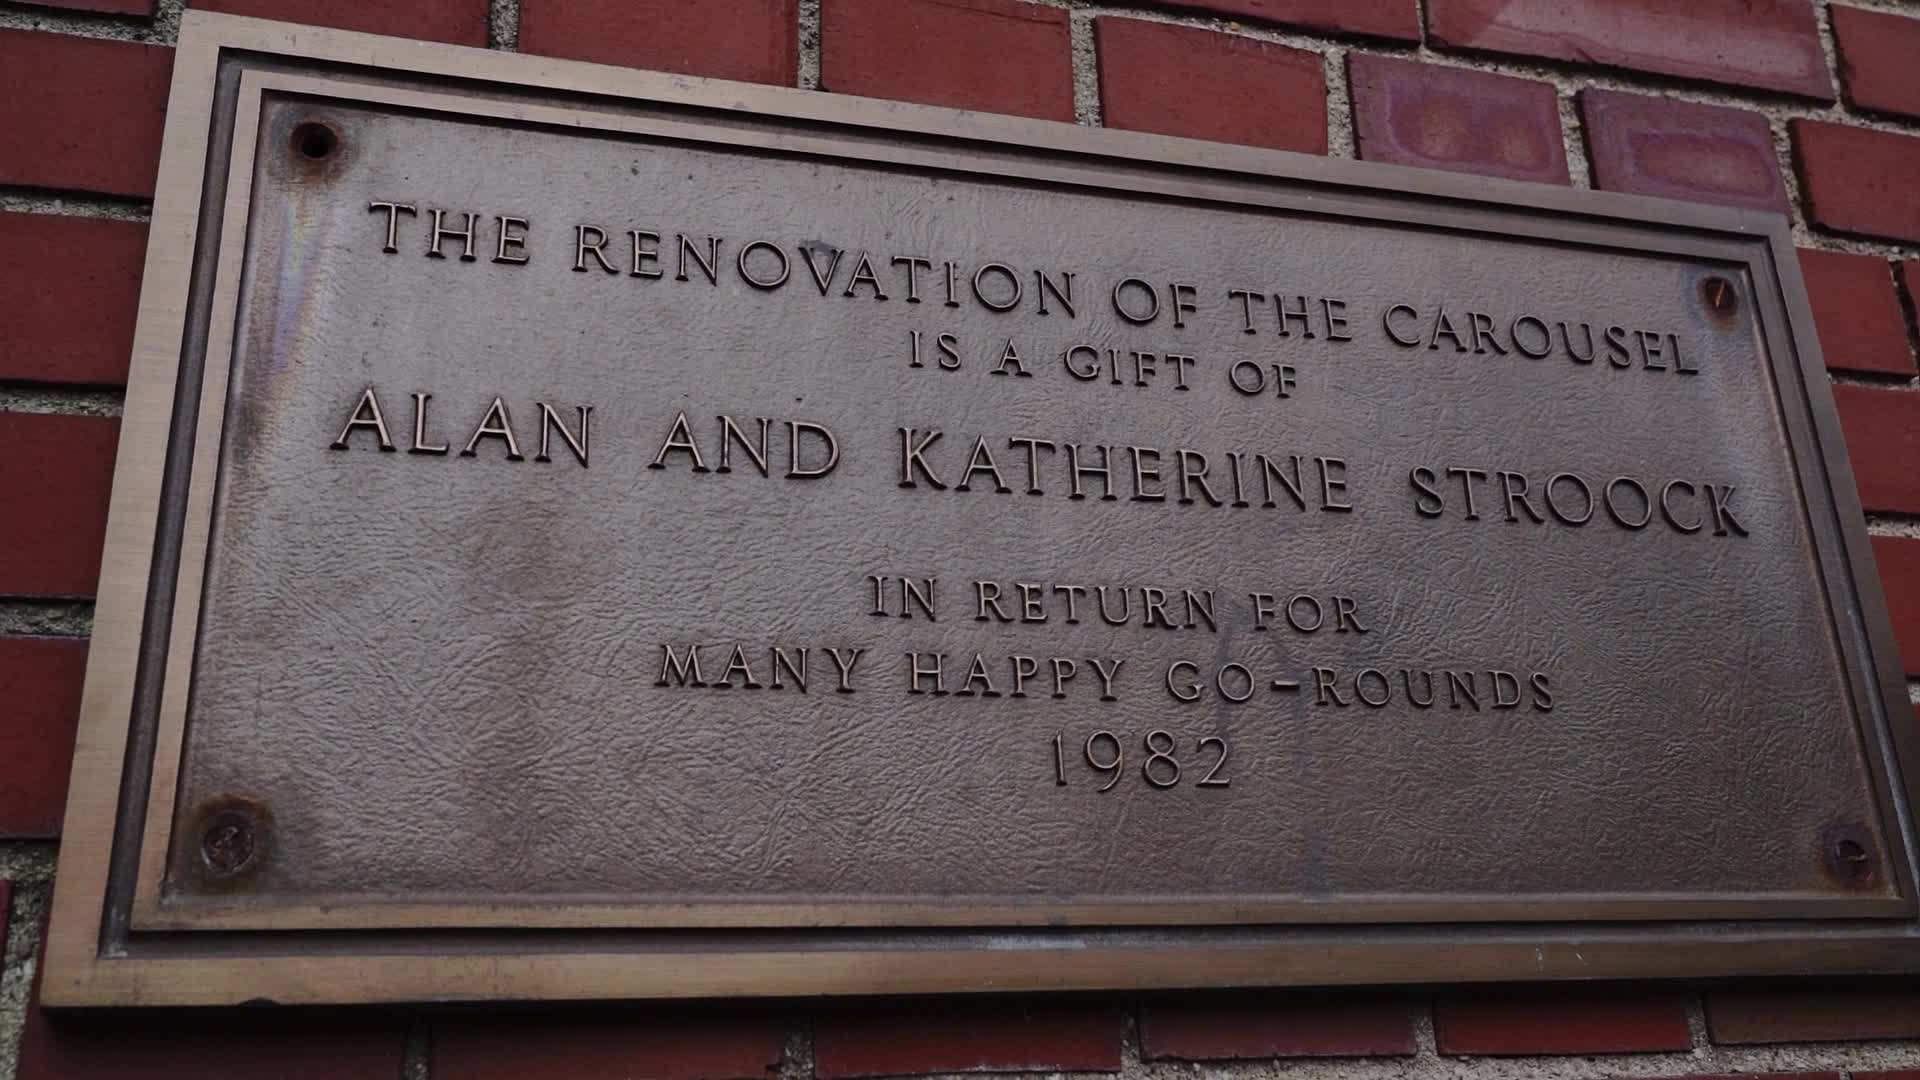 THE RENOVATION OF THE CAROUSEL
IS A GIFT OF
ALAN AND KATHERINE STROOCK
IN RETURN FOR
MANY HAPPY GO-ROUNDS
1982